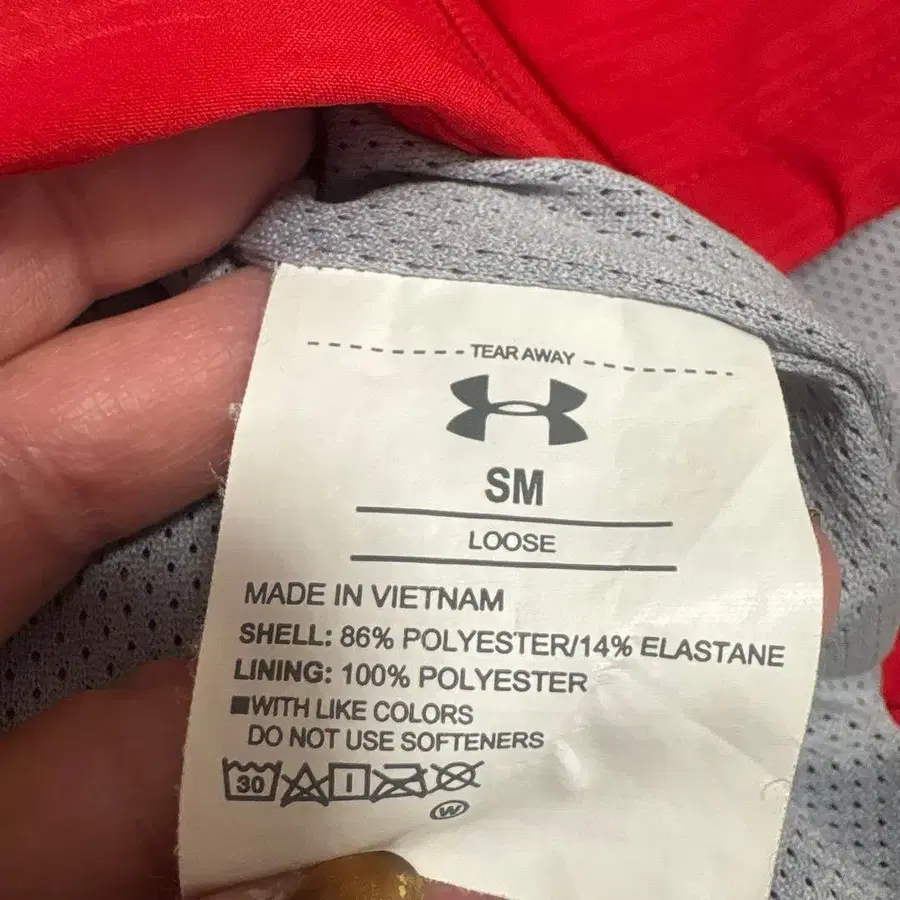 TEAR AWAY
SM
LOOSE
MADE IN VIETNAM
SHELL: 86% POLYESTER/14% ELASTANE
LINING: 100% POLYESTER
■WITH LIKE COLORS
DO NOT USE SOFTENERS
30
W